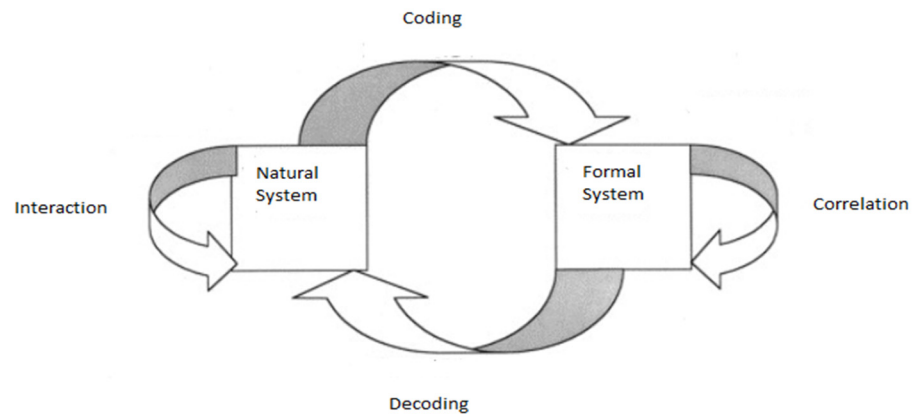 Coding
Natural
System
Formal
System
Interaction
Correlation
Decoding